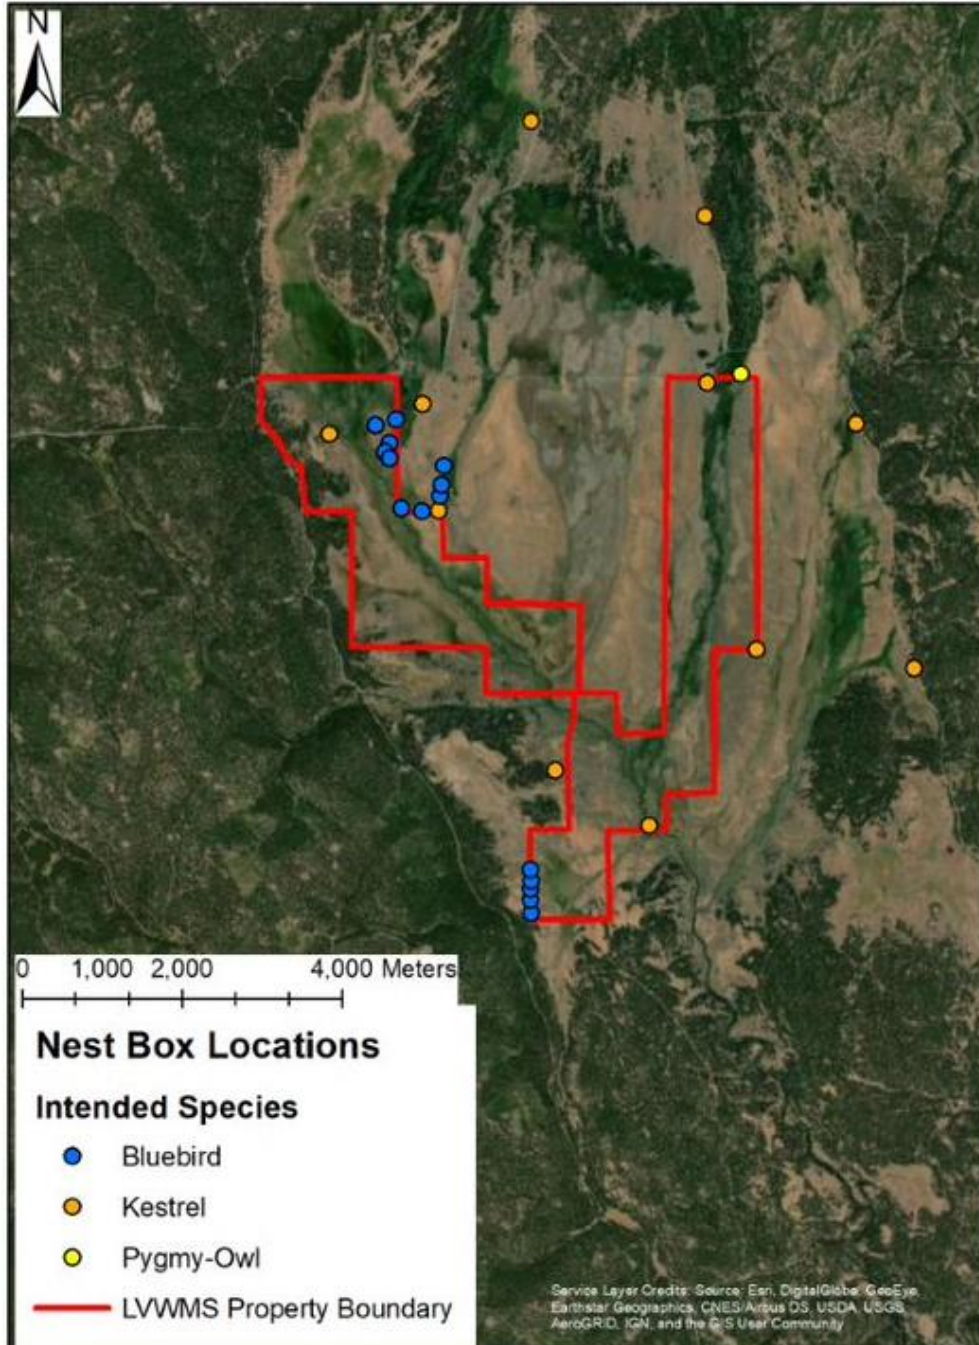 N
0 1,000 2,000 4,000 Meters
Nest Box Locations
Intended Species
Bluebird
Kestrel
Pygmy-Owl
LVWMS Property Boundary
Service Layer Credits: Source: Esri, DigitalGlobe, GeoEye,
Earthstar Geographics, CNES/Airbus DS, USDA, USGS,
AeroGRID, IGN, and the GIS User Community